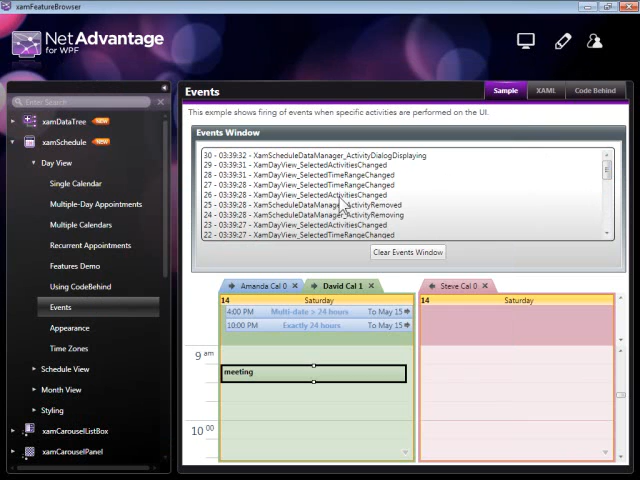 xamFeatureBrowser
NetAdvantage
for WPF
Enter Search
xamDataTree NEW
xamSchedule NEW
Day View
Single Calendar
Multiple-Day Appointments
Multiple Calendars
Recurrent Appointments
Features Demo
Using CodeBehind
Events
Appearance
Time Zones
Schedule View
Month View
Styling
xamCarouselListBox
xamCarouselPanel
Events
Sample
XAML
Code Behind
This exmple shows firing of events when specific activities are performed on the UI.
Events Window
30 - 03:39:32 - XamScheduleDataManager_ActivityDialogDisplaying
29 - 03:39:31 - XamDayView_SelectedActivitiesChanged
28 - 03:39:31 - XamDayView_SelectedTimeRangeChanged
27 - 03:39:28 - XamDayView_SelectedTimeRangeChanged
26 - 03:39:28 - XamDayView_SelectedActivitiesChanged
25 - 03:39:28 - XamScheduleDataManager_ActivityRemoved
24 - 03:39:28 - XamScheduleDataManager_ActivityRemoving
23 - 03:39:27 - XamDayView_SelectedActivitiesChanged
22 - 03:39:27 - XamDayView_SelectedTimeRangeChanged
Clear Events Window
Amanda Cal 0
David Cal 1
Steve Cal 0
14 Saturday
14 Saturday
4:00 PM Multi-date > 24 hours To May 15
10:00 PM Exactly 24 hours To May 15
9 am
meeting
10 00